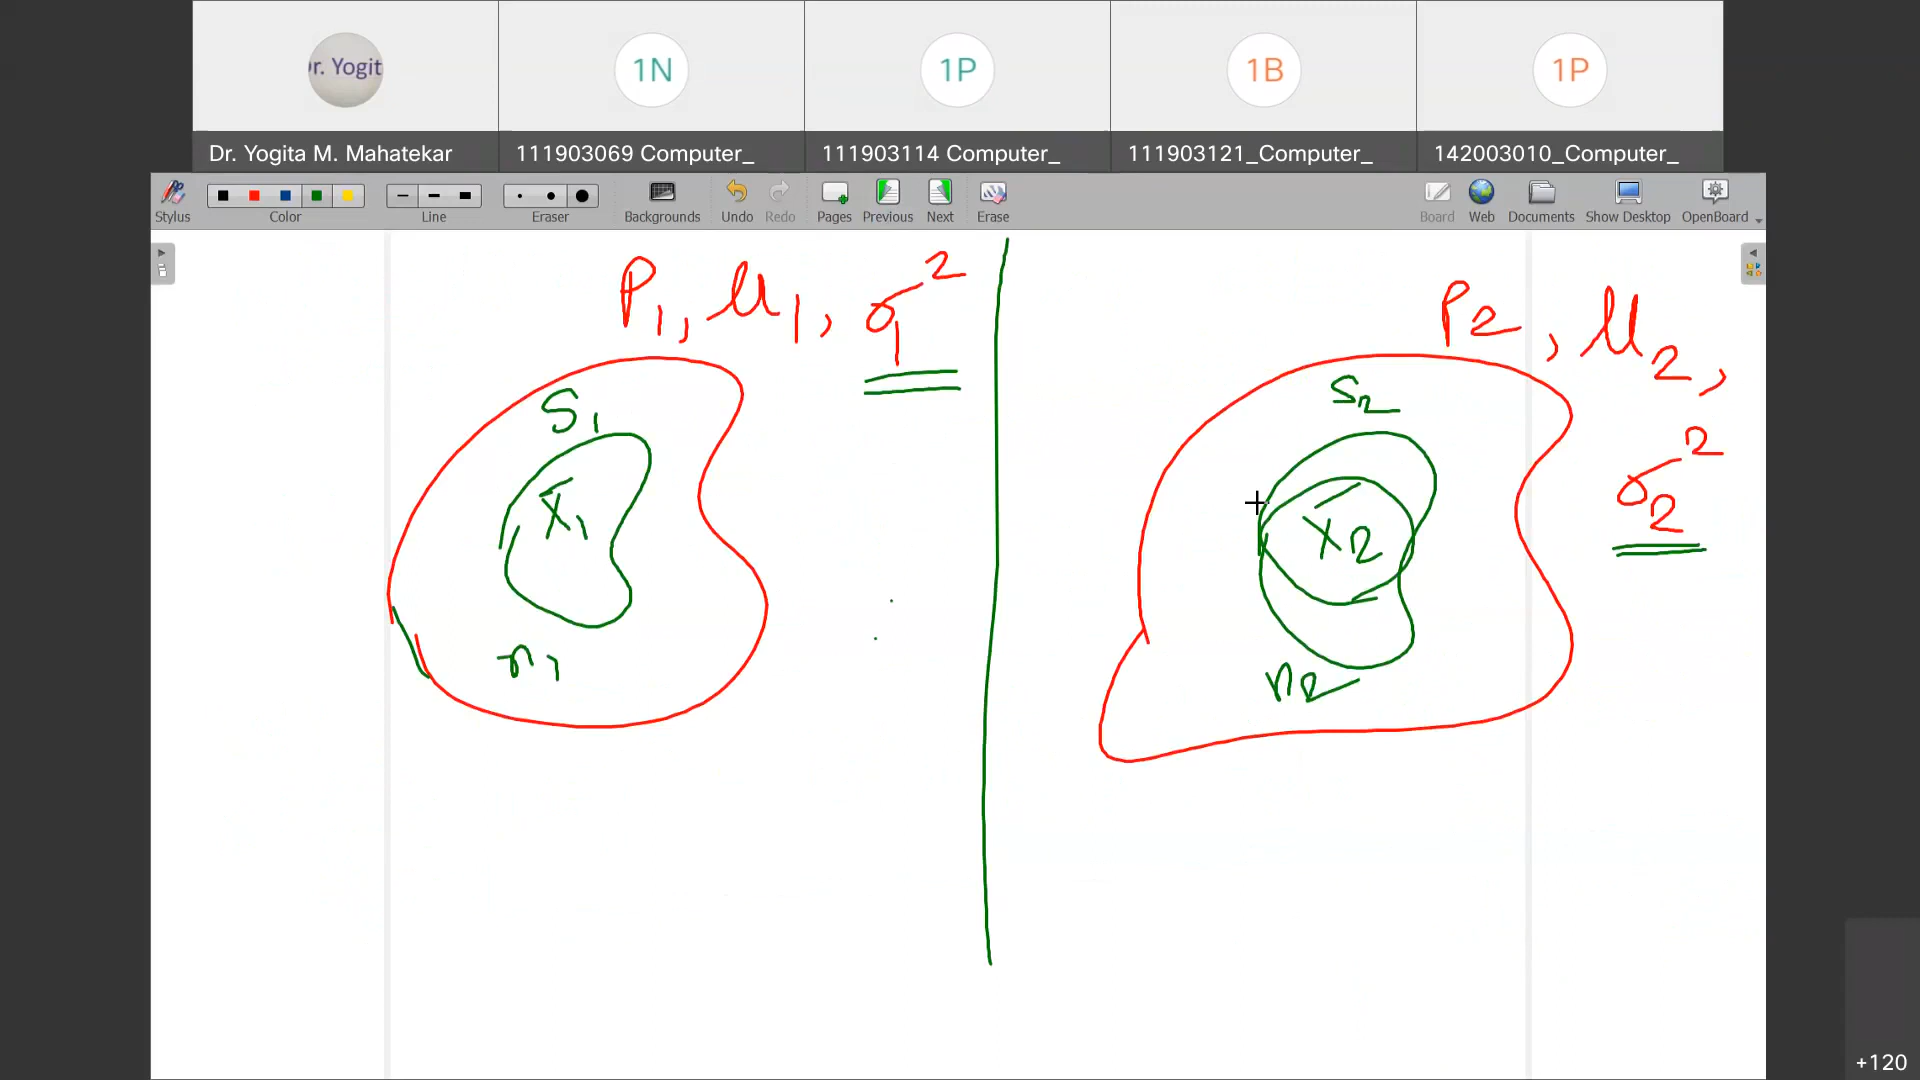 r. Yogit
1N
1P
1B
1P
Dr. Yogita M. Mahatekar
111903069 Computer_
111903114 Computer_
111903121_Computer_
142003010_Computer_
Stylus
Color
Line
Eraser
Backgrounds
Undo
Redo
Pages
Previous
Next
Erase
Board
Web
Documents
Show Desktop
OpenBoard
P₁, μ₁, σ₁²
S₁
X̄₁
n₁
P₂, μ₂,
σ₂²
S₂
X̄₂
n₂
+120